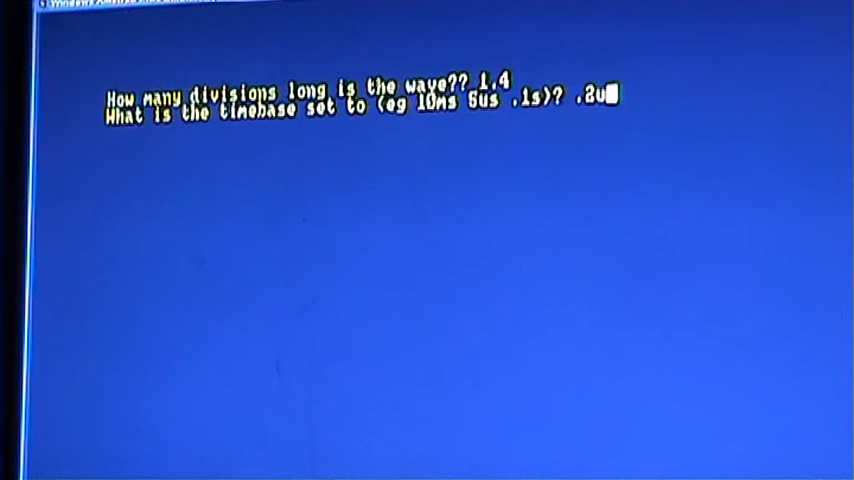 How many divisions long is the wave?? 1.4
What is the timebase set to (eg 10ms 5us .1s)? .2u